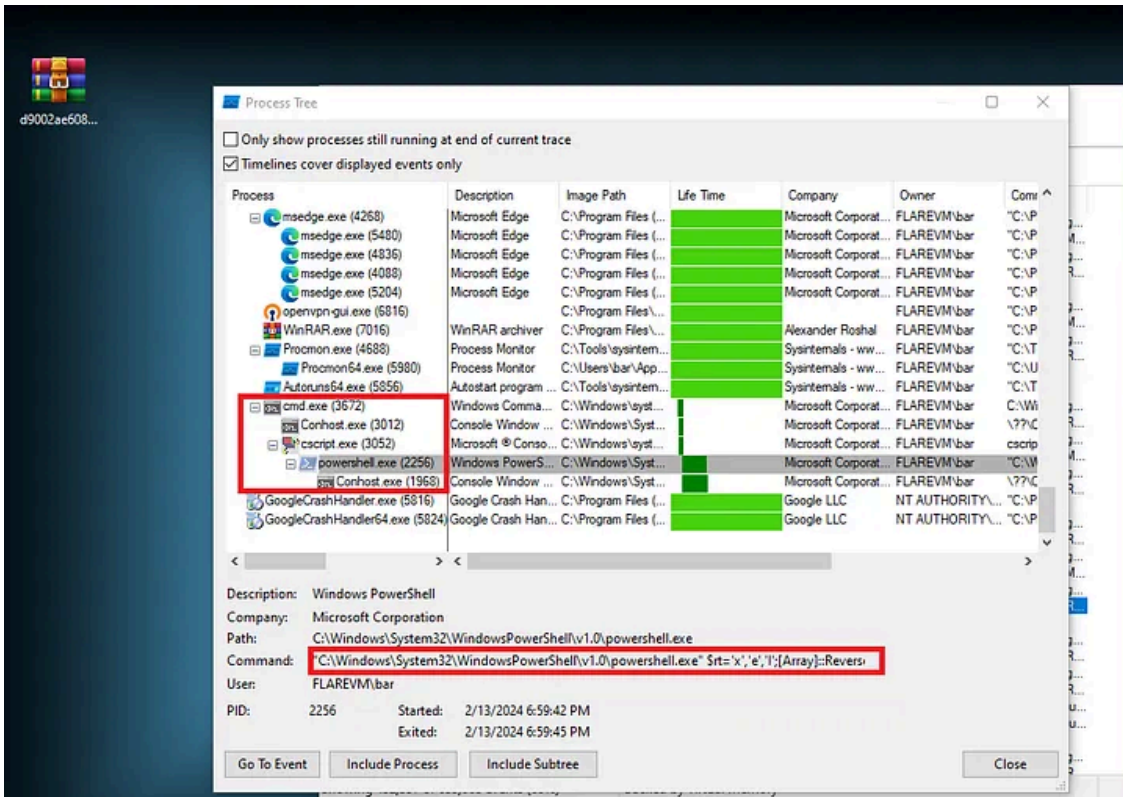 d9002ae608...
Process Tree
Only show processes still running at end of current trace
Timelines cover displayed events only
Process Description Image Path Life Time Company Owner
msedge.exe (4268) Microsoft Edge C:\Program Files (... Microsoft Corporat... FLAREVM\bar "C:\P
msedge.exe (5480) Microsoft Edge C:\Program Files (... Microsoft Corporat... FLAREVM\bar "C:\P
msedge.exe (4836) Microsoft Edge C:\Program Files (... Microsoft Corporat... FLAREVM\bar "C:\P
msedge.exe (4088) Microsoft Edge C:\Program Files (... Microsoft Corporat... FLAREVM\bar "C:\P
msedge.exe (5204) Microsoft Edge C:\Program Files (... Microsoft Corporat... FLAREVM\bar "C:\P
openvpn-gui.exe (6816) C:\Program Files\... FLAREVM\bar "C:\P
WinRAR.exe (7016) WinRAR archiver C:\Program Files\... Alexander Roshal FLAREVM\bar "C:\P
Procmon.exe (4688) Process Monitor C:\Tools\sysintern... Sysinternals - ww... FLAREVM\bar "C:\T
Procmon64.exe (5980) Process Monitor C:\Users\bar\App... Sysinternals - ww... FLAREVM\bar "C:\U
Autoruns64.exe (5856) Autostart program ... C:\Tools\sysintern... Sysinternals - ww... FLAREVM\bar "C:\T
cmd.exe (3672) Windows Comma... C:\Windows\syst... Microsoft Corporat... FLAREVM\bar C:\Wi
Conhost.exe (3012) Console Window ... C:\Windows\Syst... Microsoft Corporat... FLAREVM\bar \??\C
cscript.exe (3052) Microsoft ® Conso... C:\Windows\syst... Microsoft Corporat... FLAREVM\bar cscrip
powershell.exe (2256) Windows PowerS... C:\Windows\Syst... Microsoft Corporat... FLAREVM\bar "C:\W
Conhost.exe (1968) Console Window ... C:\Windows\Syst... Microsoft Corporat... FLAREVM\bar \??\C
GoogleCrashHandler.exe (5816) Google Crash Han... C:\Program Files (... Google LLC NT AUTHORITY\... "C:\P
GoogleCrashHandler64.exe (5824) Google Crash Han... C:\Program Files (... Google LLC NT AUTHORITY\... "C:\P
Description: Windows PowerShell
Company: Microsoft Corporation
Path: C:\Windows\System32\WindowsPowerShell\v1.0\powershell.exe
Command: "C:\Windows\System32\WindowsPowerShell\v1.0\powershell.exe" $rt='x','e','I';[Array]::Revers
User: FLAREVM\bar
PID: 2256 Started: 2/13/2024 6:59:42 PM
Exited: 2/13/2024 6:59:45 PM
Go To Event Include Process Include Subtree Close